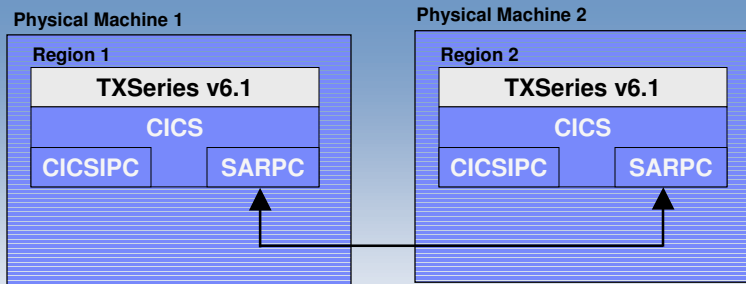 Physical Machine 1
Region 1
TXSeries v6.1
CICS
CICSIPC
SARPC
Physical Machine 2
Region 2
TXSeries v6.1
CICS
CICSIPC
SARPC